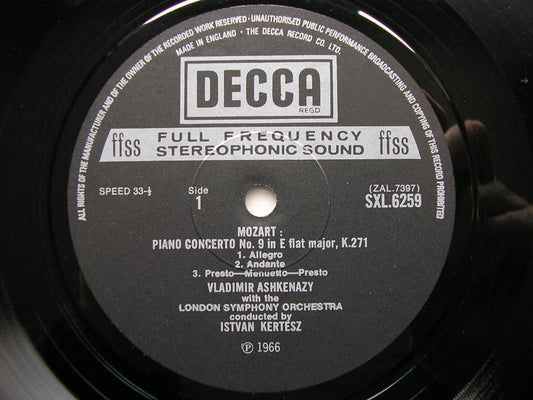 ALL RIGHTS OF THE MANUFACTURER AND OF THE OWNER OF THE RECORDED WORK RESERVED · UNAUTHORISED PUBLIC PERFORMANCE BROADCASTING AND COPYING OF THIS RECORD PROHIBITED
MADE IN ENGLAND · THE DECCA RECORD CO. LTD.
DECCA
REGD
ffss FULL FREQUENCY ffss
STEREOPHONIC SOUND
SPEED 33-⅓ Side (ZAL.7397)
1 SXL.6259
MOZART :
PIANO CONCERTO No. 9 in E flat major, K.271
1. Allegro
2. Andante
3. Presto—Menuetto—Presto
VLADIMIR ASHKENAZY
with the
LONDON SYMPHONY ORCHESTRA
conducted by
ISTVAN KERTESZ
℗ 1966